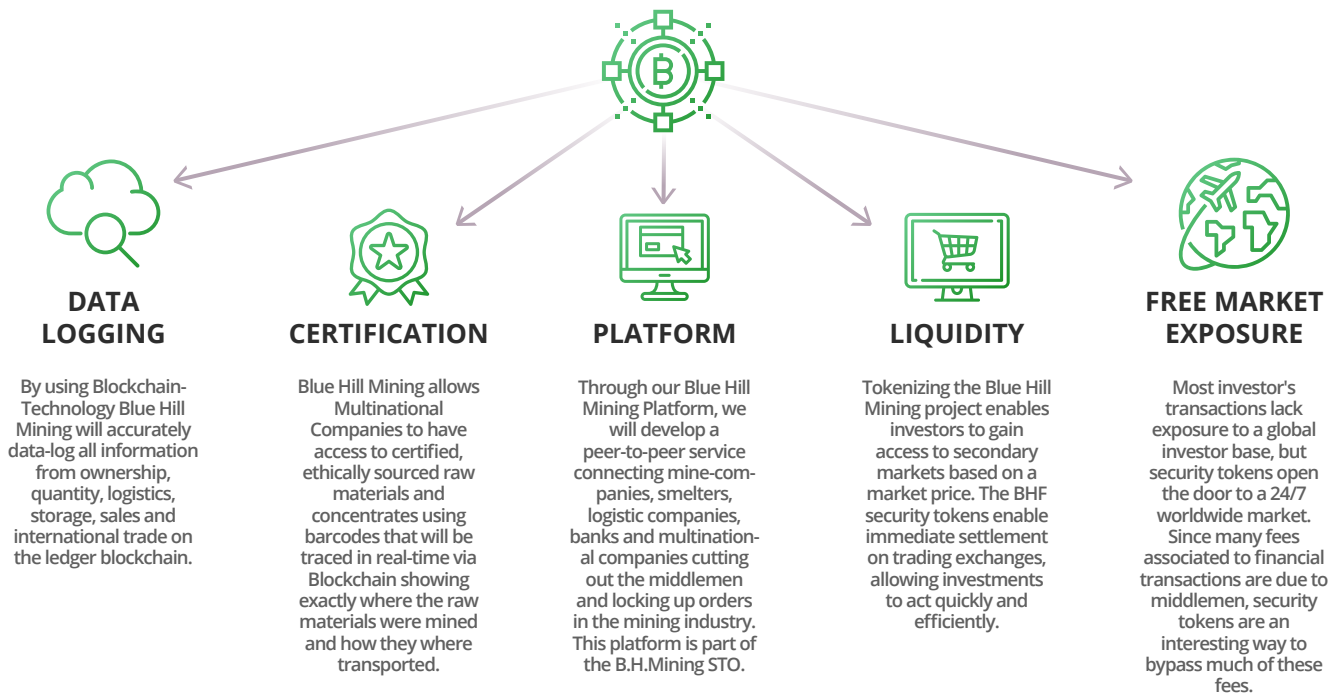 DATA
LOGGING
By using Blockchain-
Technology Blue Hill
Mining will accurately
data-log all information
from ownership,
quantity, logistics,
storage, sales and
international trade on
the ledger blockchain.
CERTIFICATION
Blue Hill Mining allows
Multinational
Companies to have
access to certified,
ethically sourced raw
materials and
concentrates using
barcodes that will be
traced in real-time via
Blockchain showing
exactly where the raw
materials were mined
and how they where
transported.
PLATFORM
Through our Blue Hill
Mining Platform, we
will develop a
peer-to-peer service
connecting mine-com-
panies, smelters,
logistic companies,
banks and multination-
al companies cutting
out the middlemen
and locking up orders
in the mining industry.
This platform is part of
the B.H.Mining STO.
LIQUIDITY
Tokenizing the Blue Hill
Mining project enables
investors to gain
access to secondary
markets based on a
market price. The BHF
security tokens enable
immediate settlement
on trading exchanges,
allowing investments
to act quickly and
efficiently.
FREE MARKET
EXPOSURE
Most investor's
transactions lack
exposure to a global
investor base, but
security tokens open
the door to a 24/7
worldwide market.
Since many fees
associated to financial
transactions are due to
middlemen, security
tokens are an
interesting way to
bypass much of these
fees.